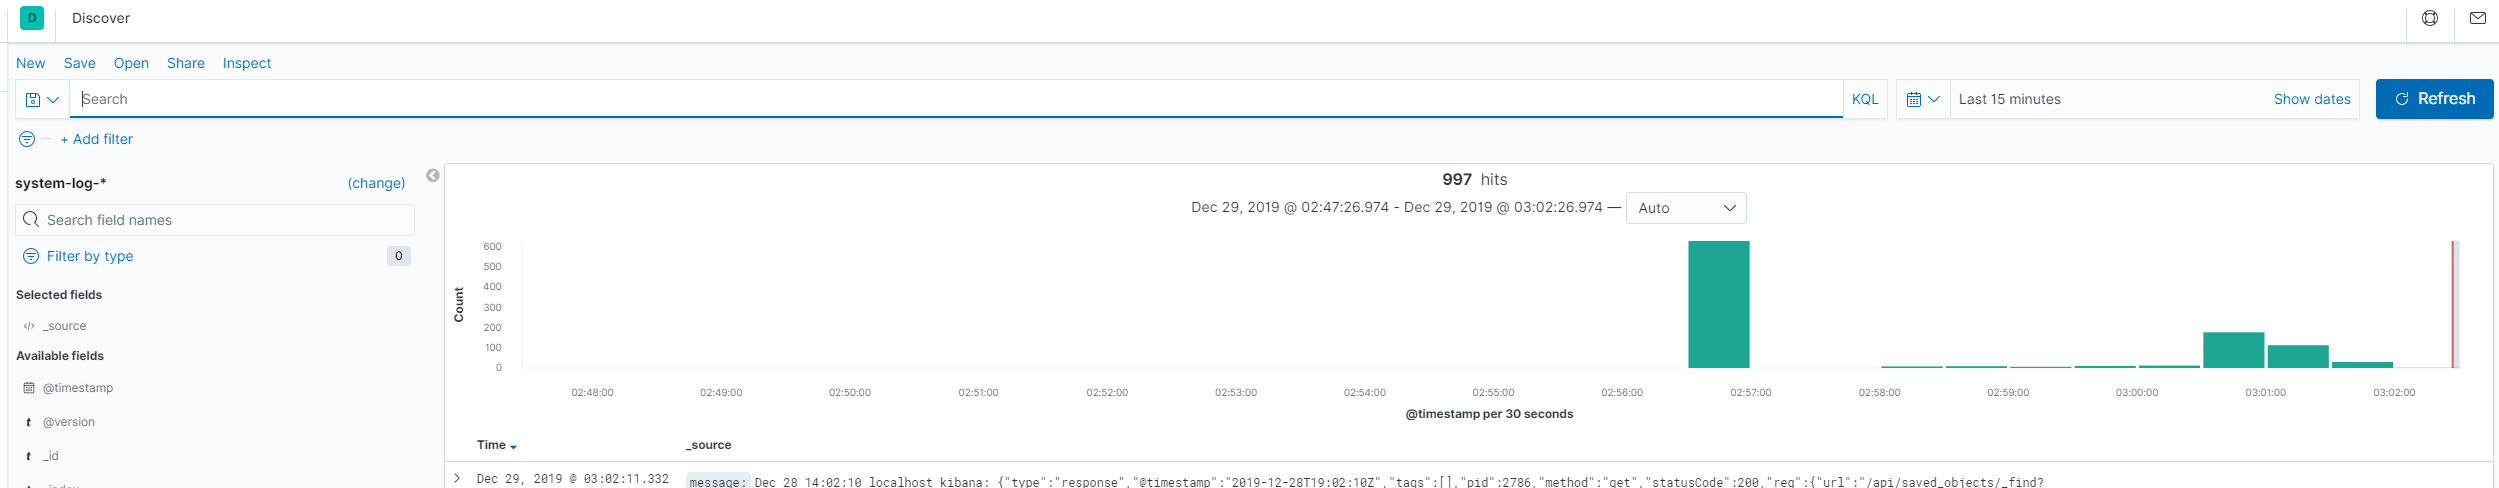 D Discover
New Save Open Share Inspect
Search KQL Last 15 minutes Show dates Refresh
+ Add filter
system-log-* (change)
Search field names
Filter by type 0
Selected fields
</> _source
Available fields
@timestamp
t @version
t _id
997 hits
Dec 29, 2019 @ 02:47:26.974 - Dec 29, 2019 @ 03:02:26.974 — Auto
Count
600
500
400
300
200
100
0
02:48:00 02:49:00 02:50:00 02:51:00 02:52:00 02:53:00 02:54:00 02:55:00 02:56:00 02:57:00 02:58:00 02:59:00 03:00:00 03:01:00 03:02:00
@timestamp per 30 seconds
Time _source
Dec 29, 2019 @ 03:02:11.332 message: Dec 28 14:02:10 localhost kibana: {"type":"response","@timestamp":"2019-12-28T19:02:10Z","tags":[],"pid":2786,"method":"get","statusCode":200,"req":{"url":"/api/saved_objects/_find?